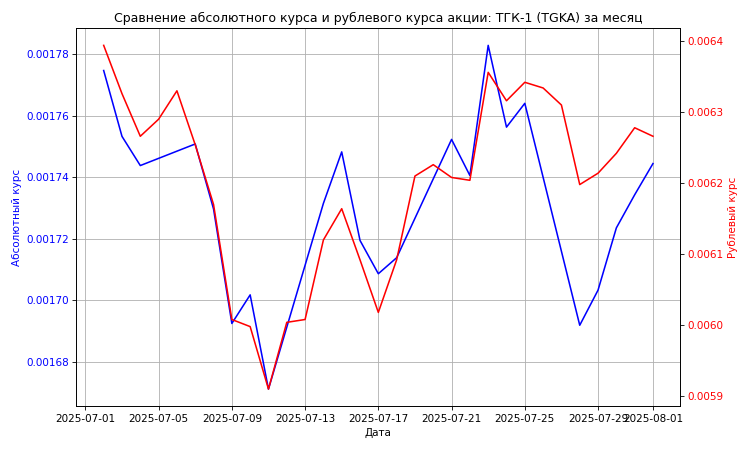 Сравнение абсолютного курса и рублевого курса акции: ТГК-1 (TGKA) за месяц
0.00178
0.00176
0.00174
0.00172
0.00170
0.00168
Абсолютный курс
0.0064
0.0063
0.0062
0.0061
0.0060
0.0059
Рублевый курс
2025-07-01 2025-07-05 2025-07-09 2025-07-13 2025-07-17 2025-07-21 2025-07-25 2025-07-29 2025-08-01
Дата